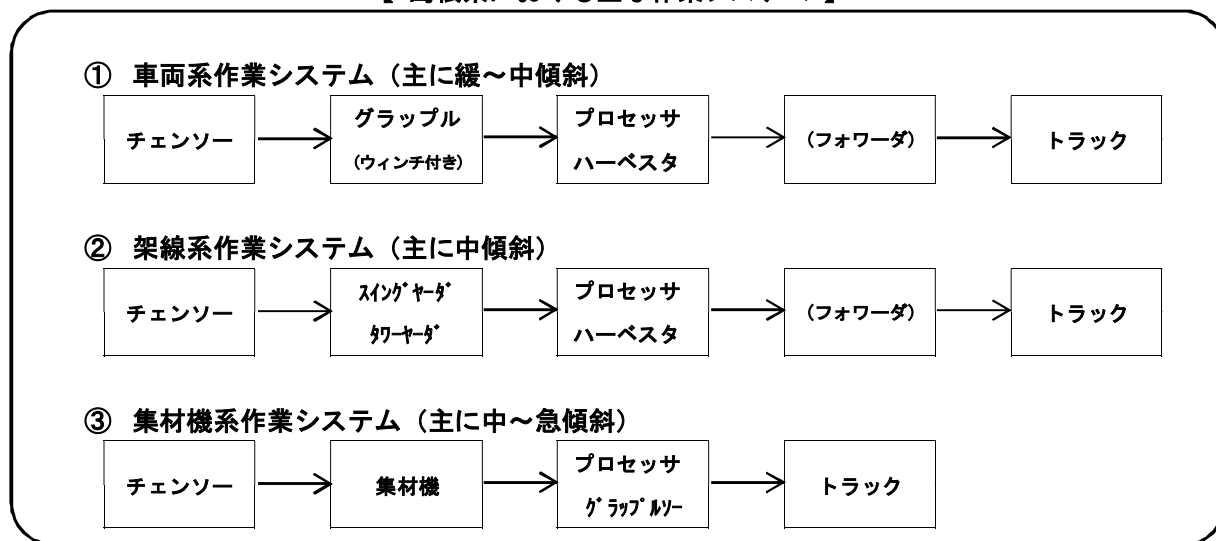 ① 車両系作業システム（主に緩～中傾斜）
チェンソー
グラップル
(ウィンチ付き)
プロセッサ
ハーベスタ
(フォワーダ)
トラック
② 架線系作業システム（主に中傾斜）
チェンソー
ｽｲﾝｸﾞﾔｰﾀﾞ
ﾀﾜｰﾔｰﾀﾞ
プロセッサ
ハーベスタ
(フォワーダ)
トラック
③ 集材機系作業システム（主に中～急傾斜）
チェンソー
集材機
プロセッサ
ｸﾞﾗｯﾌﾟﾙｿｰ
トラック